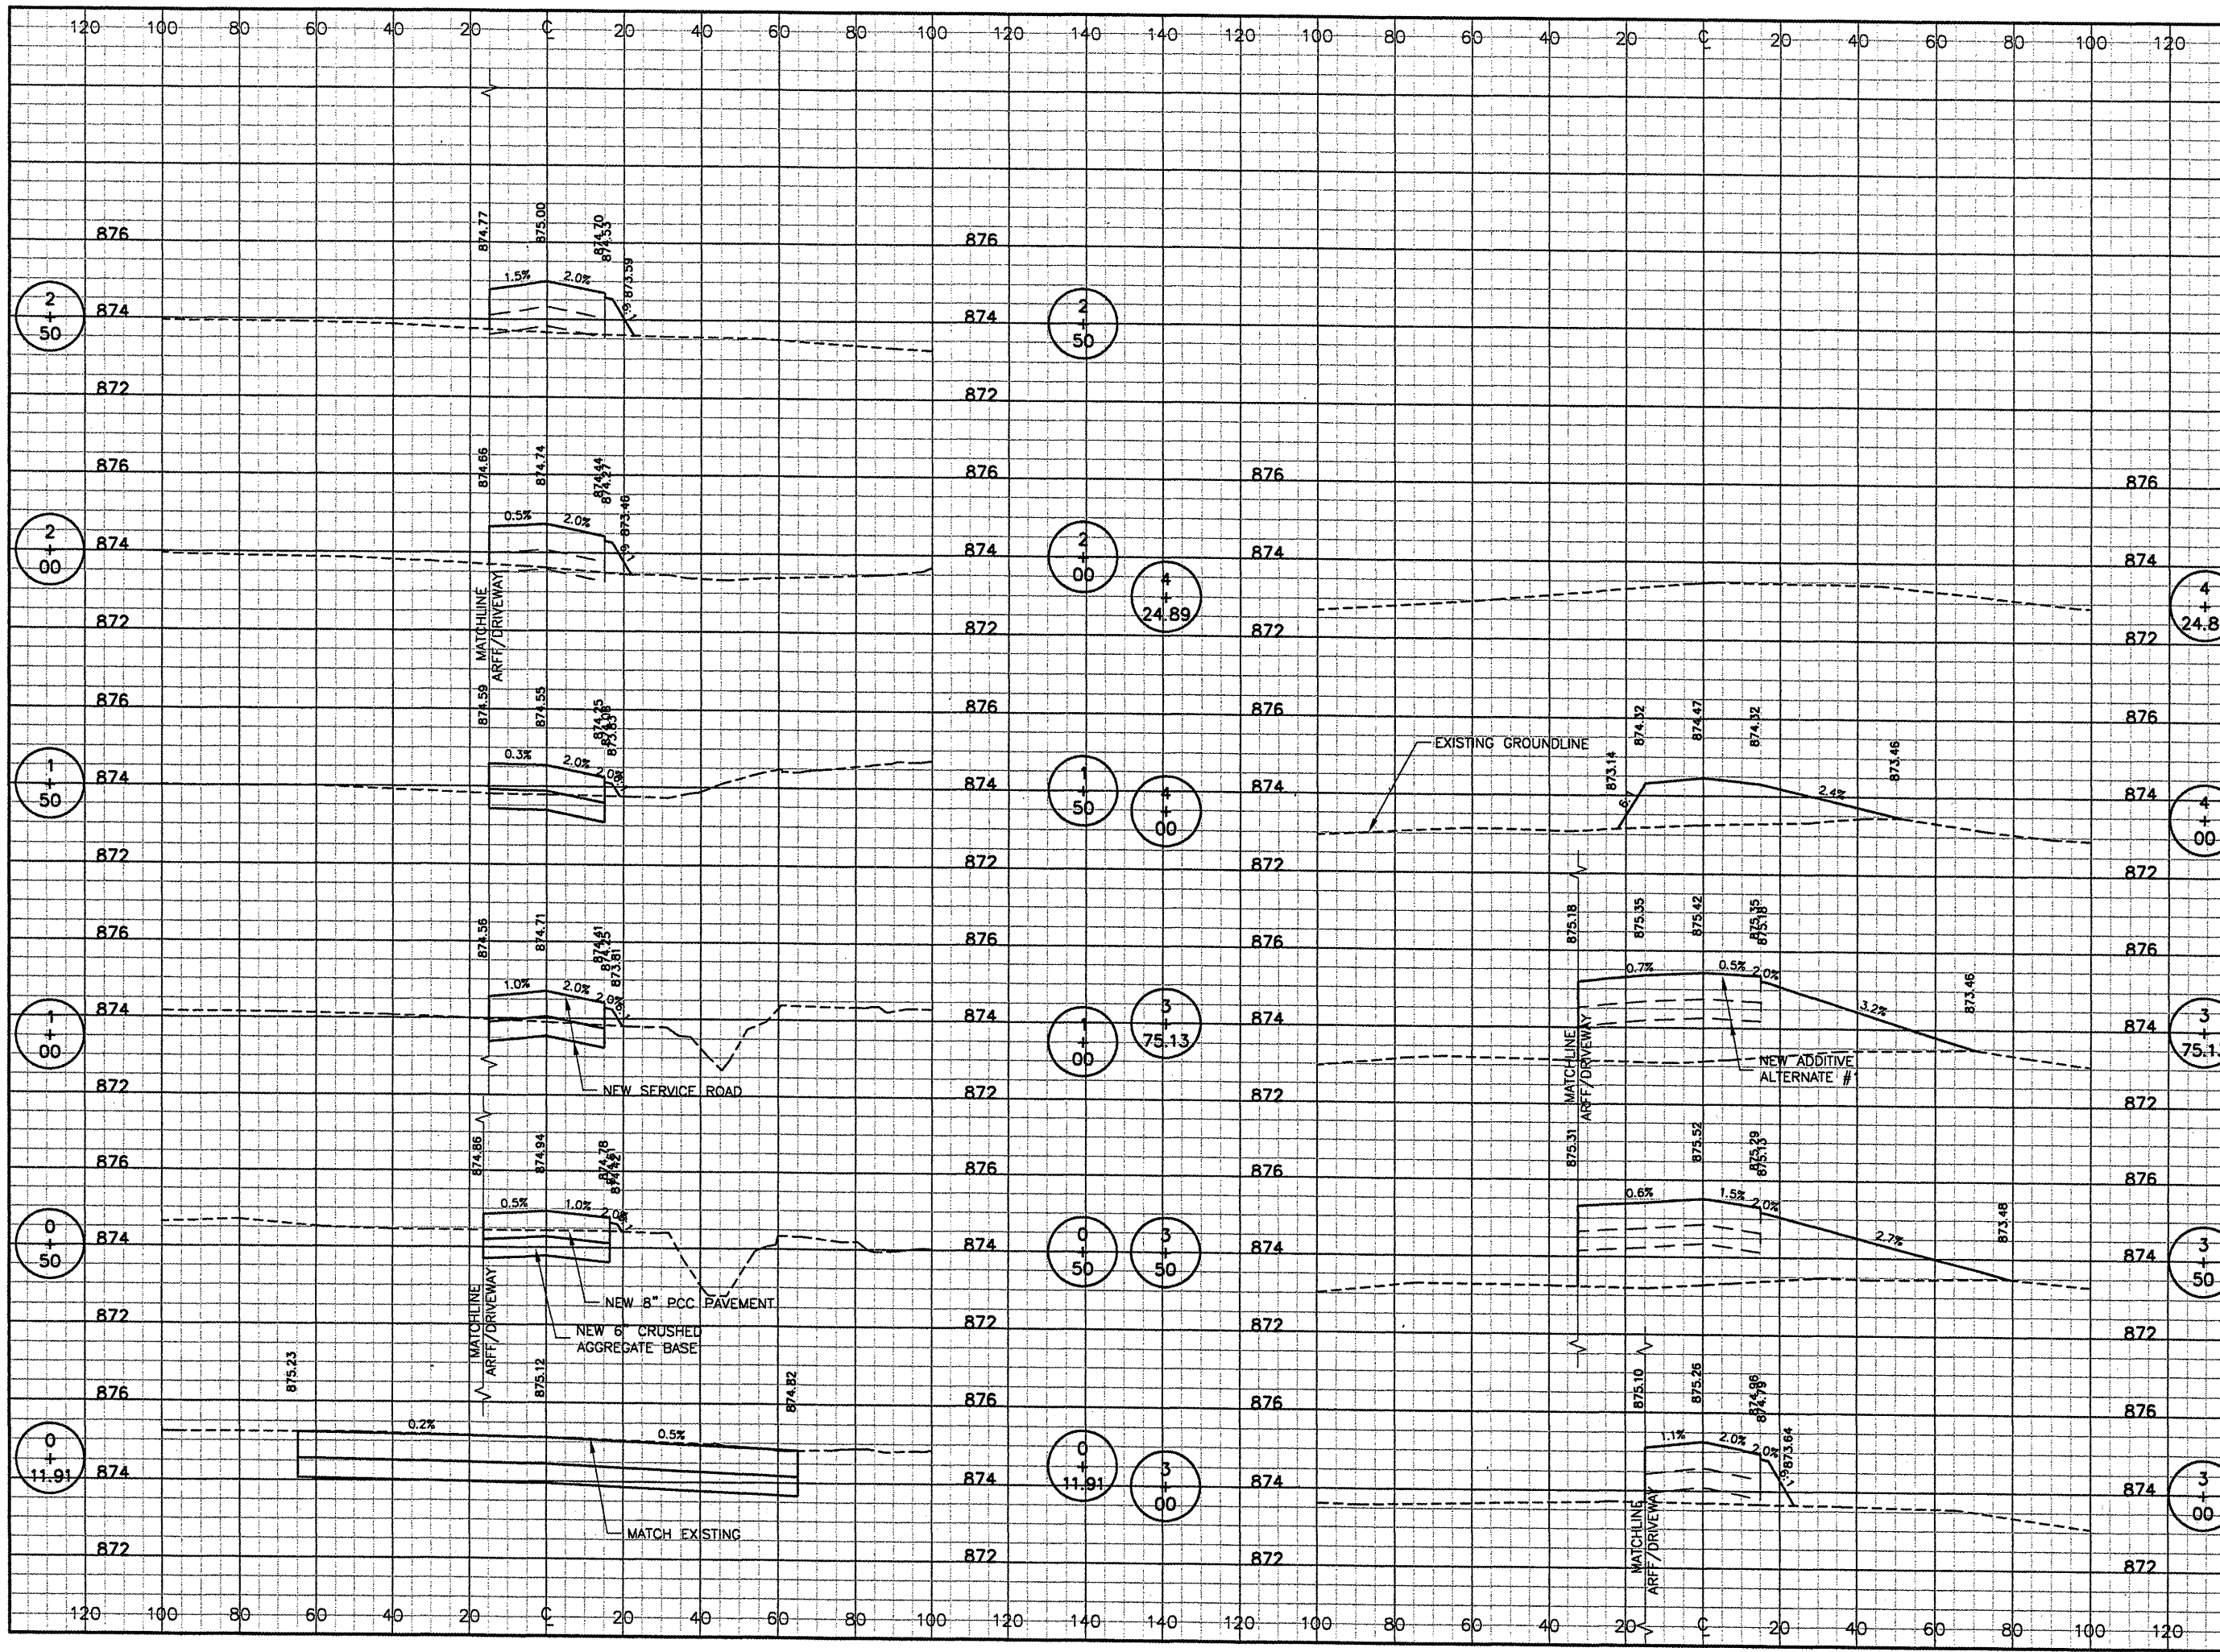 120 100 80 60 40 20 ℄ 20 40 60 80 100 120 140 140 120 100 80 60 40 20 ℄ 20 40 60 80 100 120
874.77 875.00 874.70 874.53 873.59
876 876
1.5% 2.0%
2+50 874 874 2+50
872 872
874.66 874.74 874.44 874.27 873.46
876 876
0.5% 2.0%
2+00 874 874 2+00
MATCHLINE
ARFF/DRIVEWAY
872 872
874.59 874.55 874.25 873.83
876 876
0.3% 2.0% 2.0%
1+50 874 874 1+50
872 872
874.56 874.71 874.41 874.25 873.81
876 876
1.0% 2.0% 2.0%
1+00 874 874 1+00
NEW SERVICE ROAD
872 872
874.86 874.94 874.78 874.42
876 876
0.5% 1.0% 2.0%
0+50 874 874 0+50
NEW 8" PCC PAVEMENT
NEW 6" CRUSHED
AGGREGATE BASE
MATCHLINE
ARFF/DRIVEWAY
872 872
875.23 875.12 874.82
876 876
0.2% 0.5%
0+11.91 874 874 0+11.91
MATCH EXISTING
872 872
876 876
4+24.89 874 874 4+24.8
872 872
EXISTING GROUNDLINE
873.14 874.32 874.47 874.32 873.46
876 876
2.4%
4+00 874 874 4+00
872 872
875.18 875.35 875.42 875.35 875.18 873.46
876 876
0.7% 0.5% 2.0% 3.2%
3+75.13 874 874 3+75.1
NEW ADDITIVE
ALTERNATE #
MATCHLINE
ARFF/DRIVEWAY
872 872
875.31 875.52 875.29 875.13 873.48
876 876
0.6% 1.5% 2.0% 2.7%
3+50 874 874 3+50
872 872
875.10 875.26 874.96 874.79 873.64
876 876
1.1% 2.0% 2.0%
3+00 874 874 3+00
MATCHLINE
ARFF/DRIVEWAY
872 872
120 100 80 60 40 20 ℄ 20 40 60 80 100 120 140 140 120 100 80 60 40 20 ℄ 20 40 60 80 100 120